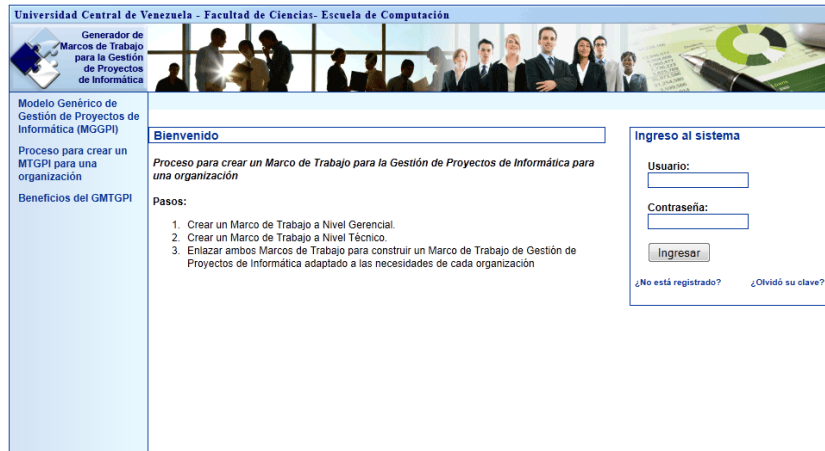 Universidad Central de Venezuela - Facultad de Ciencias- Escuela de Computación
Generador de
Marcos de Trabajo
para la Gestión
de Proyectos
de Informática
Modelo Genérico de
Gestión de Proyectos de
Informática (MGGPI)
Proceso para crear un
MTGPI para una
organización
Beneficios del GMTGPI
Bienvenido
Proceso para crear un Marco de Trabajo para la Gestión de Proyectos de Informática para
una organización
Pasos:
1. Crear un Marco de Trabajo a Nivel Gerencial.
2. Crear un Marco de Trabajo a Nivel Técnico.
3. Enlazar ambos Marcos de Trabajo para construir un Marco de Trabajo de Gestión de
Proyectos de Informática adaptado a las necesidades de cada organización
Ingreso al sistema
Usuario:
Contraseña:
Ingresar
¿No está registrado? ¿Olvidó su clave?